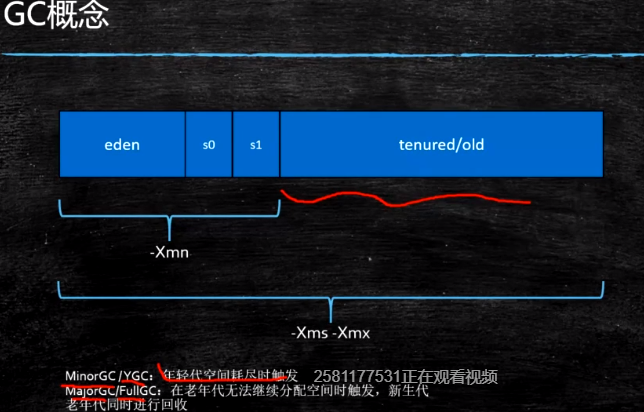 GC概念
eden s0 s1 tenured/old
-Xmn
-Xms -Xmx
MinorGC/YGC：年轻代空间耗尽时触发
2581177531正在观看视频
MajorGC/FullGC：在老年代无法继续分配空间时触发，新生代
老年代同时进行回收